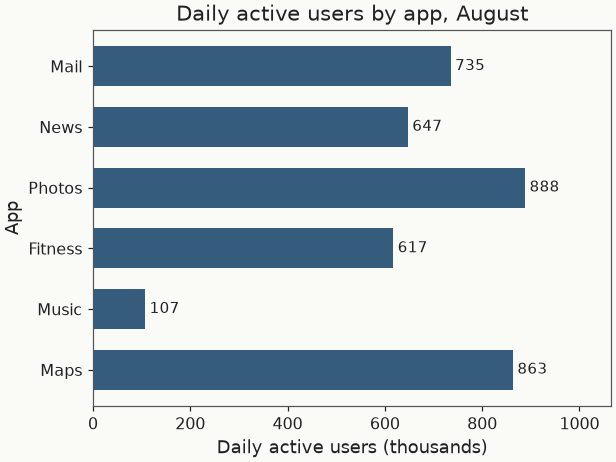 Daily active users by app, August
App
Mail 735
News 647
Photos 888
Fitness 617
Music 107
Maps 863
0 200 400 600 800 1000
Daily active users (thousands)